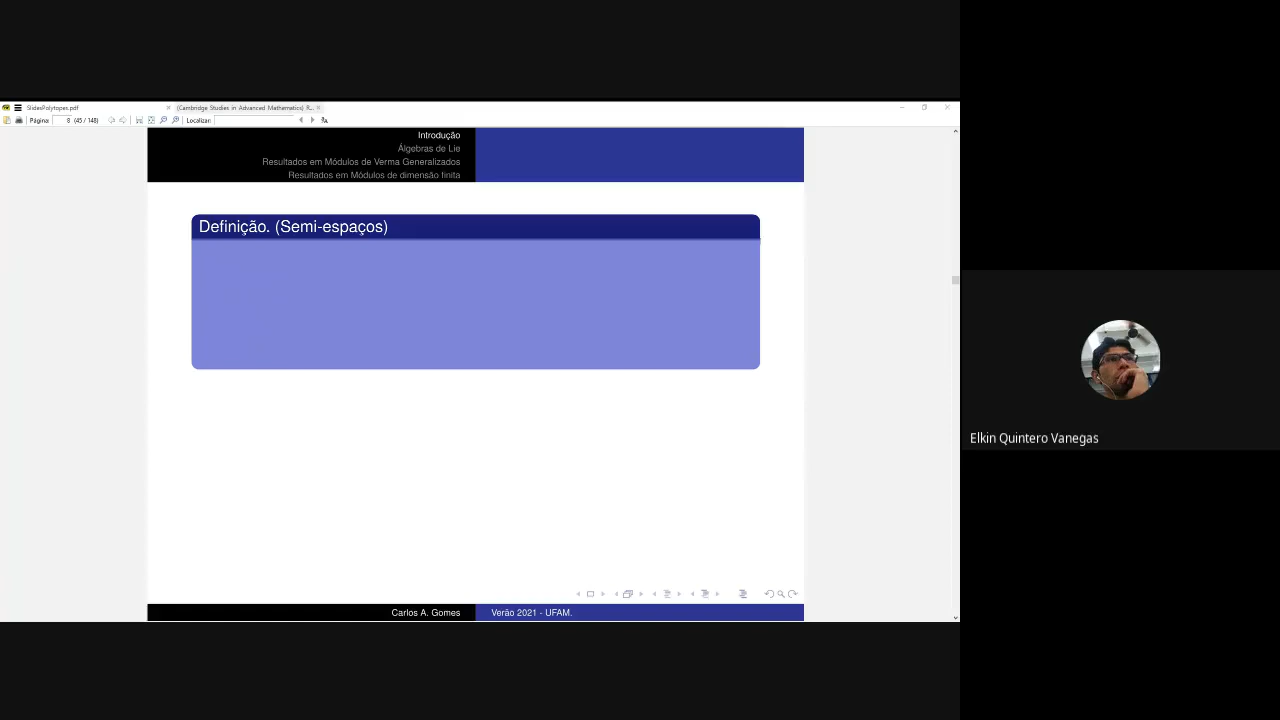 SlidesPolytopes.pdf
(Cambridge Studies in Advanced Mathematics) R...
Página: 8 (45 / 148) Localizar:
Introdução
Álgebras de Lie
Resultados em Módulos de Verma Generalizados
Resultados em Módulos de dimensão finita
Definição. (Semi-espaços)
Elkin Quintero Vanegas
Carlos A. Gomes Verão 2021 - UFAM.